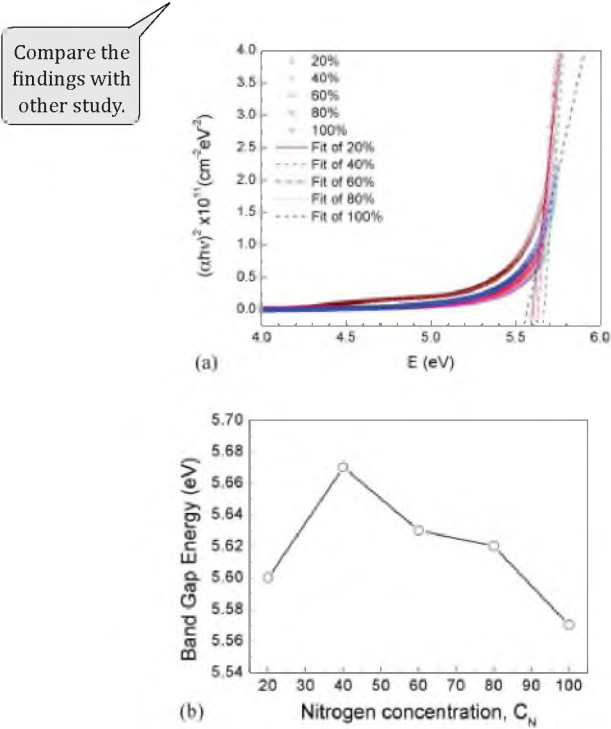 Compare the
findings with
other study.
4.0
3.5
3.0
2.5
2.0
1.5
1.0
0.5
0.0
(αhν)² x10¹¹(cm⁻²eV⁻²)
20%
40%
60%
80%
100%
Fit of 20%
Fit of 40%
Fit of 60%
Fit of 80%
Fit of 100%
4.0 4.5 5.0 5.5 6.0
(a) E (eV)
5.70
5.68
5.66
5.64
5.62
5.60
5.58
5.56
5.54
Band Gap Energy (eV)
20 30 40 50 60 70 80 90 100
(b) Nitrogen concentration, C_N